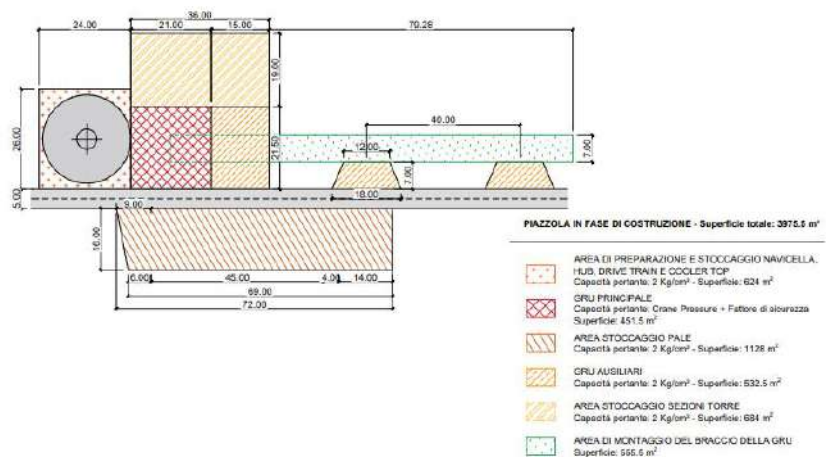 36.00
24.00
21.00
15.00
70.28
19.00
40.00
26.00
21.50
12.00
7.00
7.00
5.00
18.00
9.00
16.00
6.00
45.00
4.00
14.00
69.00
72.00
PIAZZOLA IN FASE DI COSTRUZIONE - Superficie totale: 3975.5 m²
AREA DI PREPARAZIONE E STOCCAGGIO NAVICELLA,
HUB, DRIVE TRAIN E COOLER TOP
Capacità portante: 2 Kg/cm² - Superficie: 624 m²
GRU PRINCIPALE
Capacità portante: Crane Pressure + Fattore di sicurezza
Superficie: 451.5 m²
AREA STOCCAGGIO PALE
Capacità portante: 2 Kg/cm² - Superficie: 1128 m²
GRU AUSILIARI
Capacità portante: 2 Kg/cm² - Superficie: 532.5 m²
AREA STOCCAGGIO SEZIONI TORRE
Capacità portante: 2 Kg/cm² - Superficie: 684 m²
AREA DI MONTAGGIO DEL BRACCIO DELLA GRU
Superficie: 555.5 m²